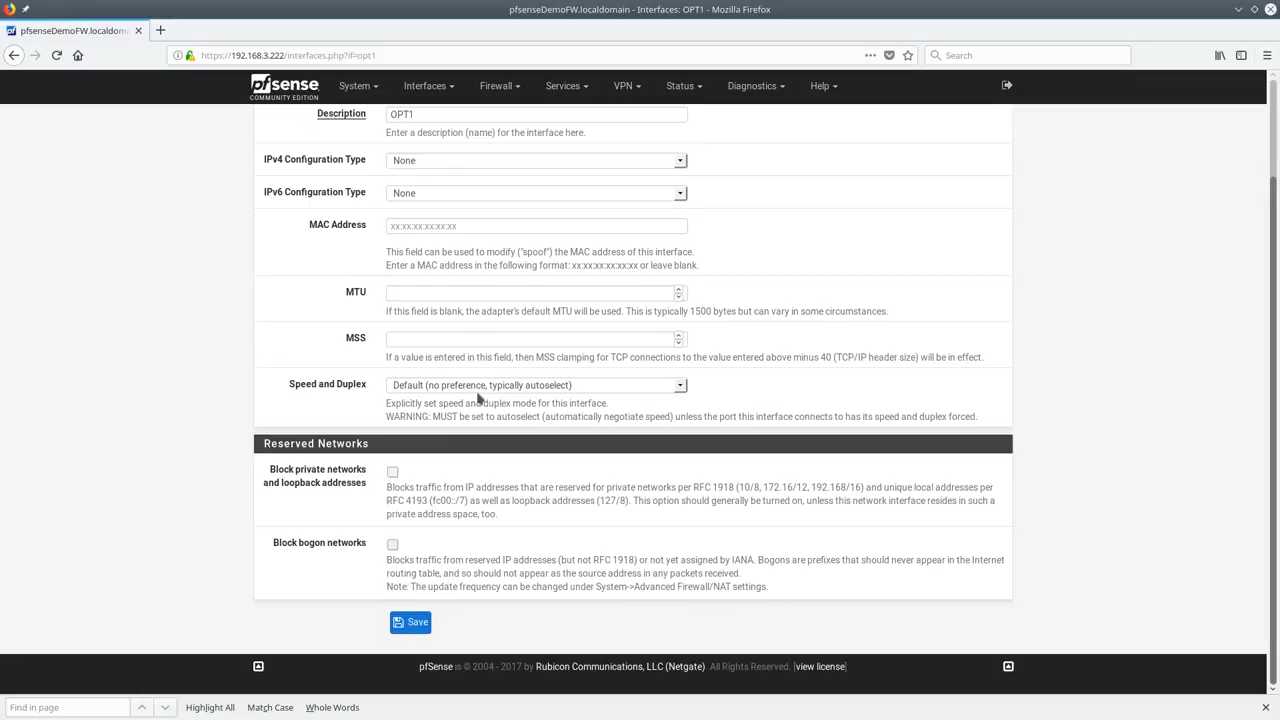 pfsenseDemoFW.localdomain - Interfaces: OPT1 - Mozilla Firefox
pfsenseDemoFW.localdom
https://192.168.3.222/interfaces.php?if=opt1
Search
pfsense
COMMUNITY EDITION
System
Interfaces
Firewall
Services
VPN
Status
Diagnostics
Help
Description
OPT1
Enter a description (name) for the interface here.
IPv4 Configuration Type
None
IPv6 Configuration Type
None
MAC Address
xx:xx:xx:xx:xx:xx
This field can be used to modify ("spoof") the MAC address of this interface.
Enter a MAC address in the following format: xx:xx:xx:xx:xx:xx or leave blank.
MTU
If this field is blank, the adapter's default MTU will be used. This is typically 1500 bytes but can vary in some circumstances.
MSS
If a value is entered in this field, then MSS clamping for TCP connections to the value entered above minus 40 (TCP/IP header size) will be in effect.
Speed and Duplex
Default (no preference, typically autoselect)
Explicitly set speed and duplex mode for this interface.
WARNING: MUST be set to autoselect (automatically negotiate speed) unless the port this interface connects to has its speed and duplex forced.
Reserved Networks
Block private networks
and loopback addresses
Blocks traffic from IP addresses that are reserved for private networks per RFC 1918 (10/8, 172.16/12, 192.168/16) and unique local addresses per
RFC 4193 (fc00::/7) as well as loopback addresses (127/8). This option should generally be turned on, unless this network interface resides in such a
private address space, too.
Block bogon networks
Blocks traffic from reserved IP addresses (but not RFC 1918) or not yet assigned by IANA. Bogons are prefixes that should never appear in the Internet
routing table, and so should not appear as the source address in any packets received.
Note: The update frequency can be changed under System->Advanced Firewall/NAT settings.
Save
pfSense is © 2004 - 2017 by Rubicon Communications, LLC (Netgate). All Rights Reserved. [view license]
Find in page
Highlight All
Match Case
Whole Words